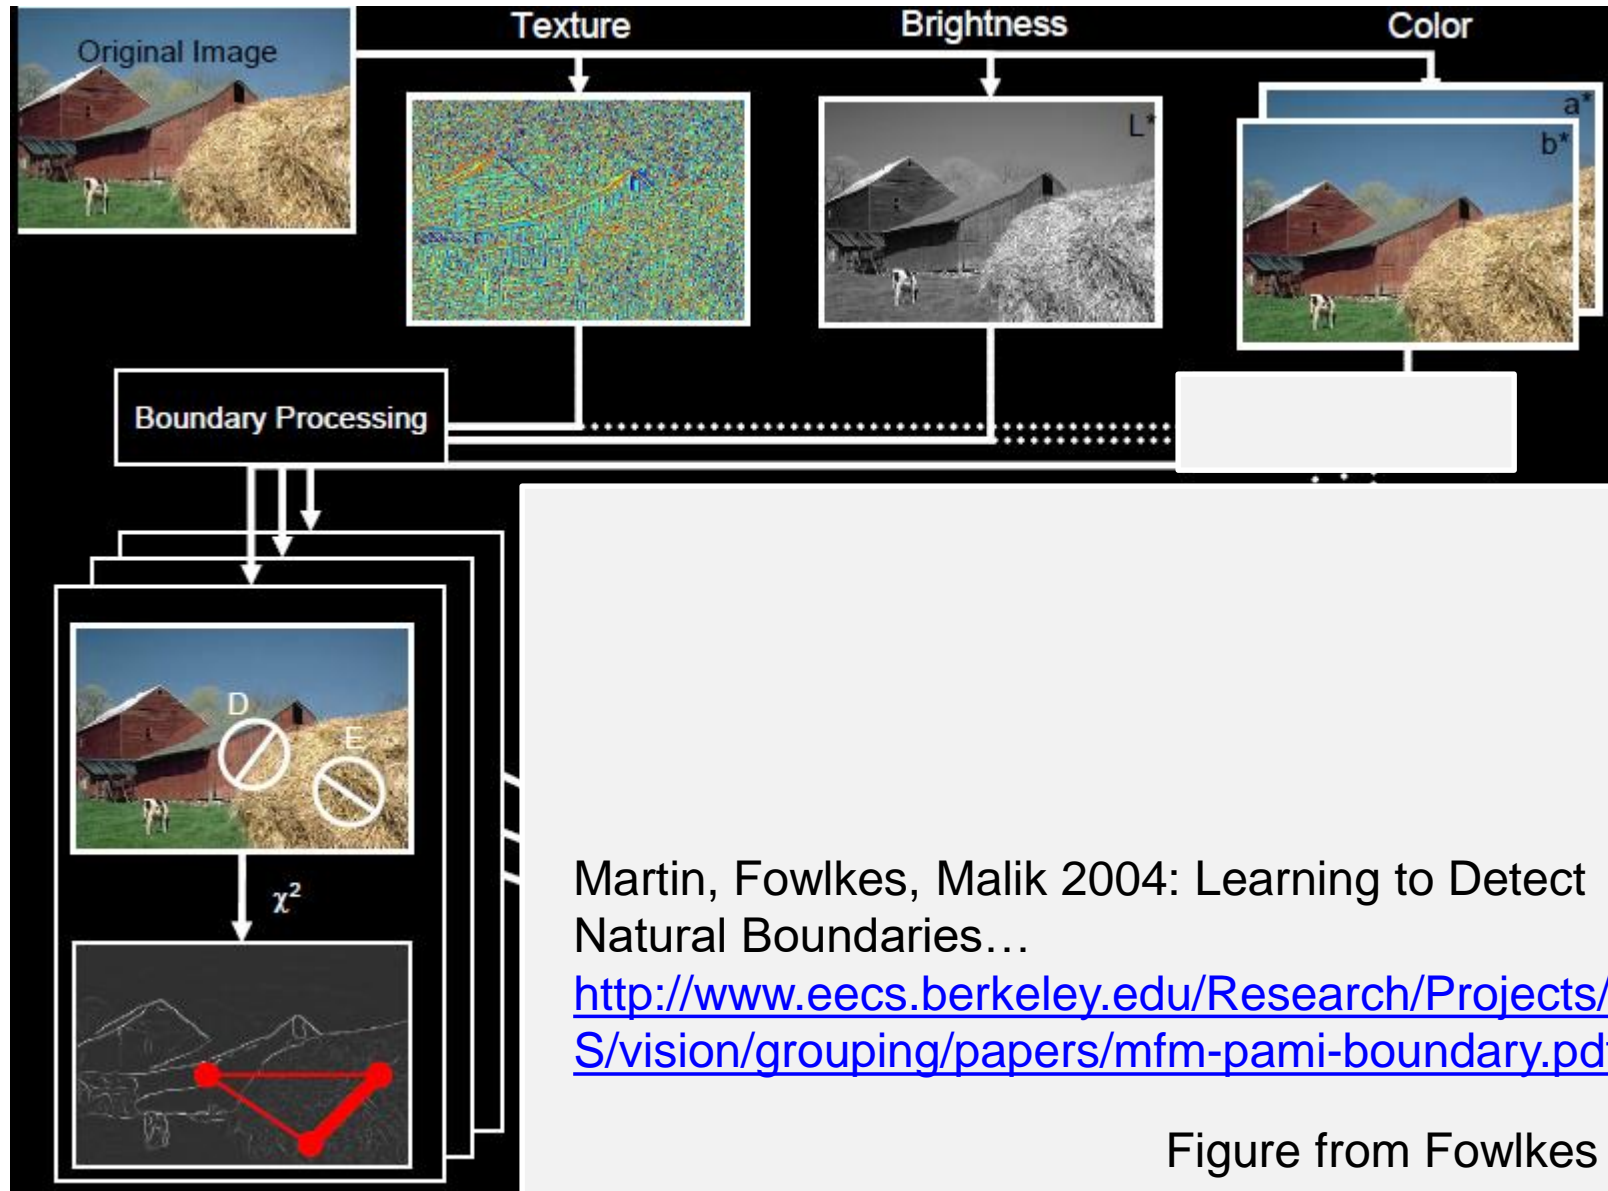 Original Image
Texture
Brightness
Color
L*
a*
b*
Boundary Processing
D
E
χ²
Martin, Fowlkes, Malik 2004: Learning to Detect
Natural Boundaries…
http://www.eecs.berkeley.edu/Research/Projects/
S/vision/grouping/papers/mfm-pami-boundary.pdf
Figure from Fowlkes